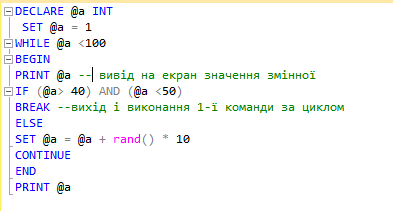 DECLARE @a INT
SET @a = 1
WHILE @a <100
BEGIN
PRINT @a -- вивід на екран значення змінної
IF (@a> 40) AND (@a <50)
BREAK --вихід і виконання 1-ї команди за циклом
ELSE
SET @a = @a + rand() * 10
CONTINUE
END
PRINT @a